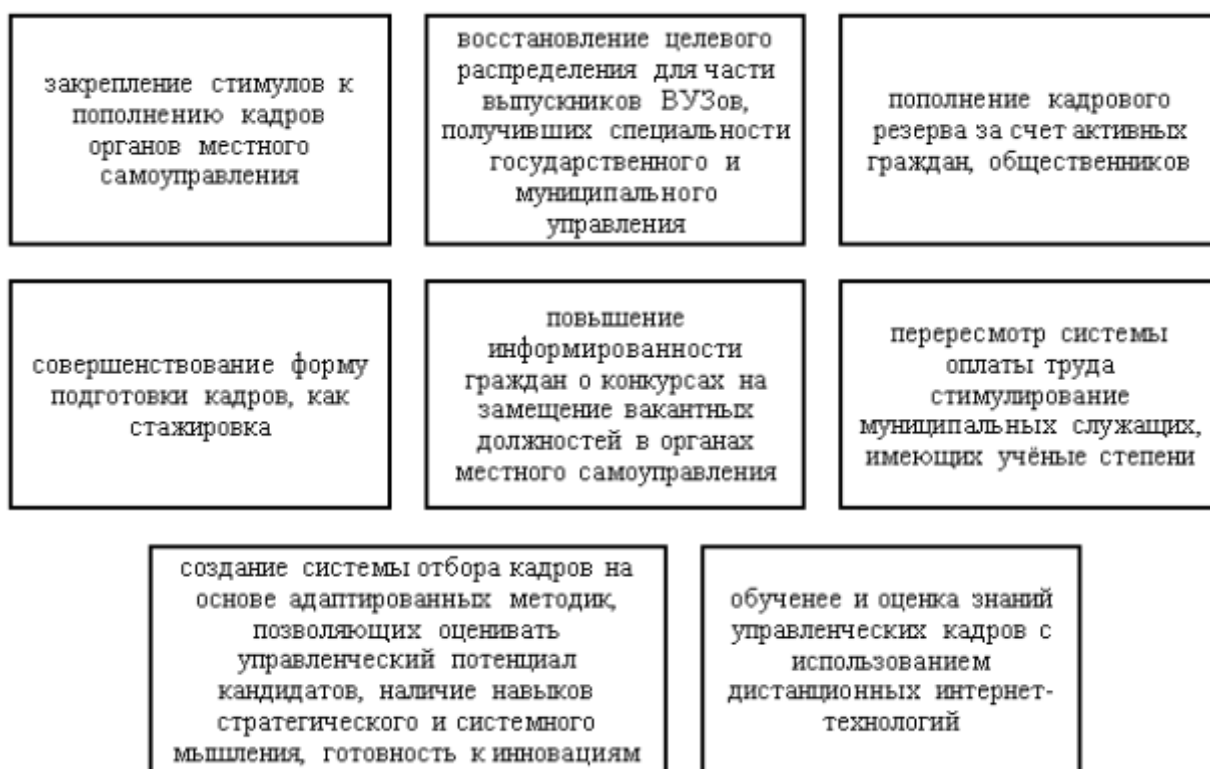 закрепление стимулов к
пополнению кадров
органов местного
самоуправления
восстановление целевого
распределения для части
выпускников ВУЗов,
получивших специальности
государственного и
муниципального
управления
пополнение кадрового
резерва за счет активных
граждан, общественников
совершенствование форму
подготовки кадров, как
стажировка
повышение
информированности
граждан о конкурсах на
замещение вакантных
должностей в органах
местного самоуправления
перересмотр системы
оплаты труда
стимулирование
муниципальных служащих,
имеющих учёные степени
создание системы отбора кадров на
основе адаптированных методик,
позволяющих оценивать
управленческий потенциал
кандидатов, наличие навыков
стратегического и системного
мышления, готовность к инновациям
обученее и оценка знаний
управленческих кадров с
использованием
дистанционных интернет-
технологий